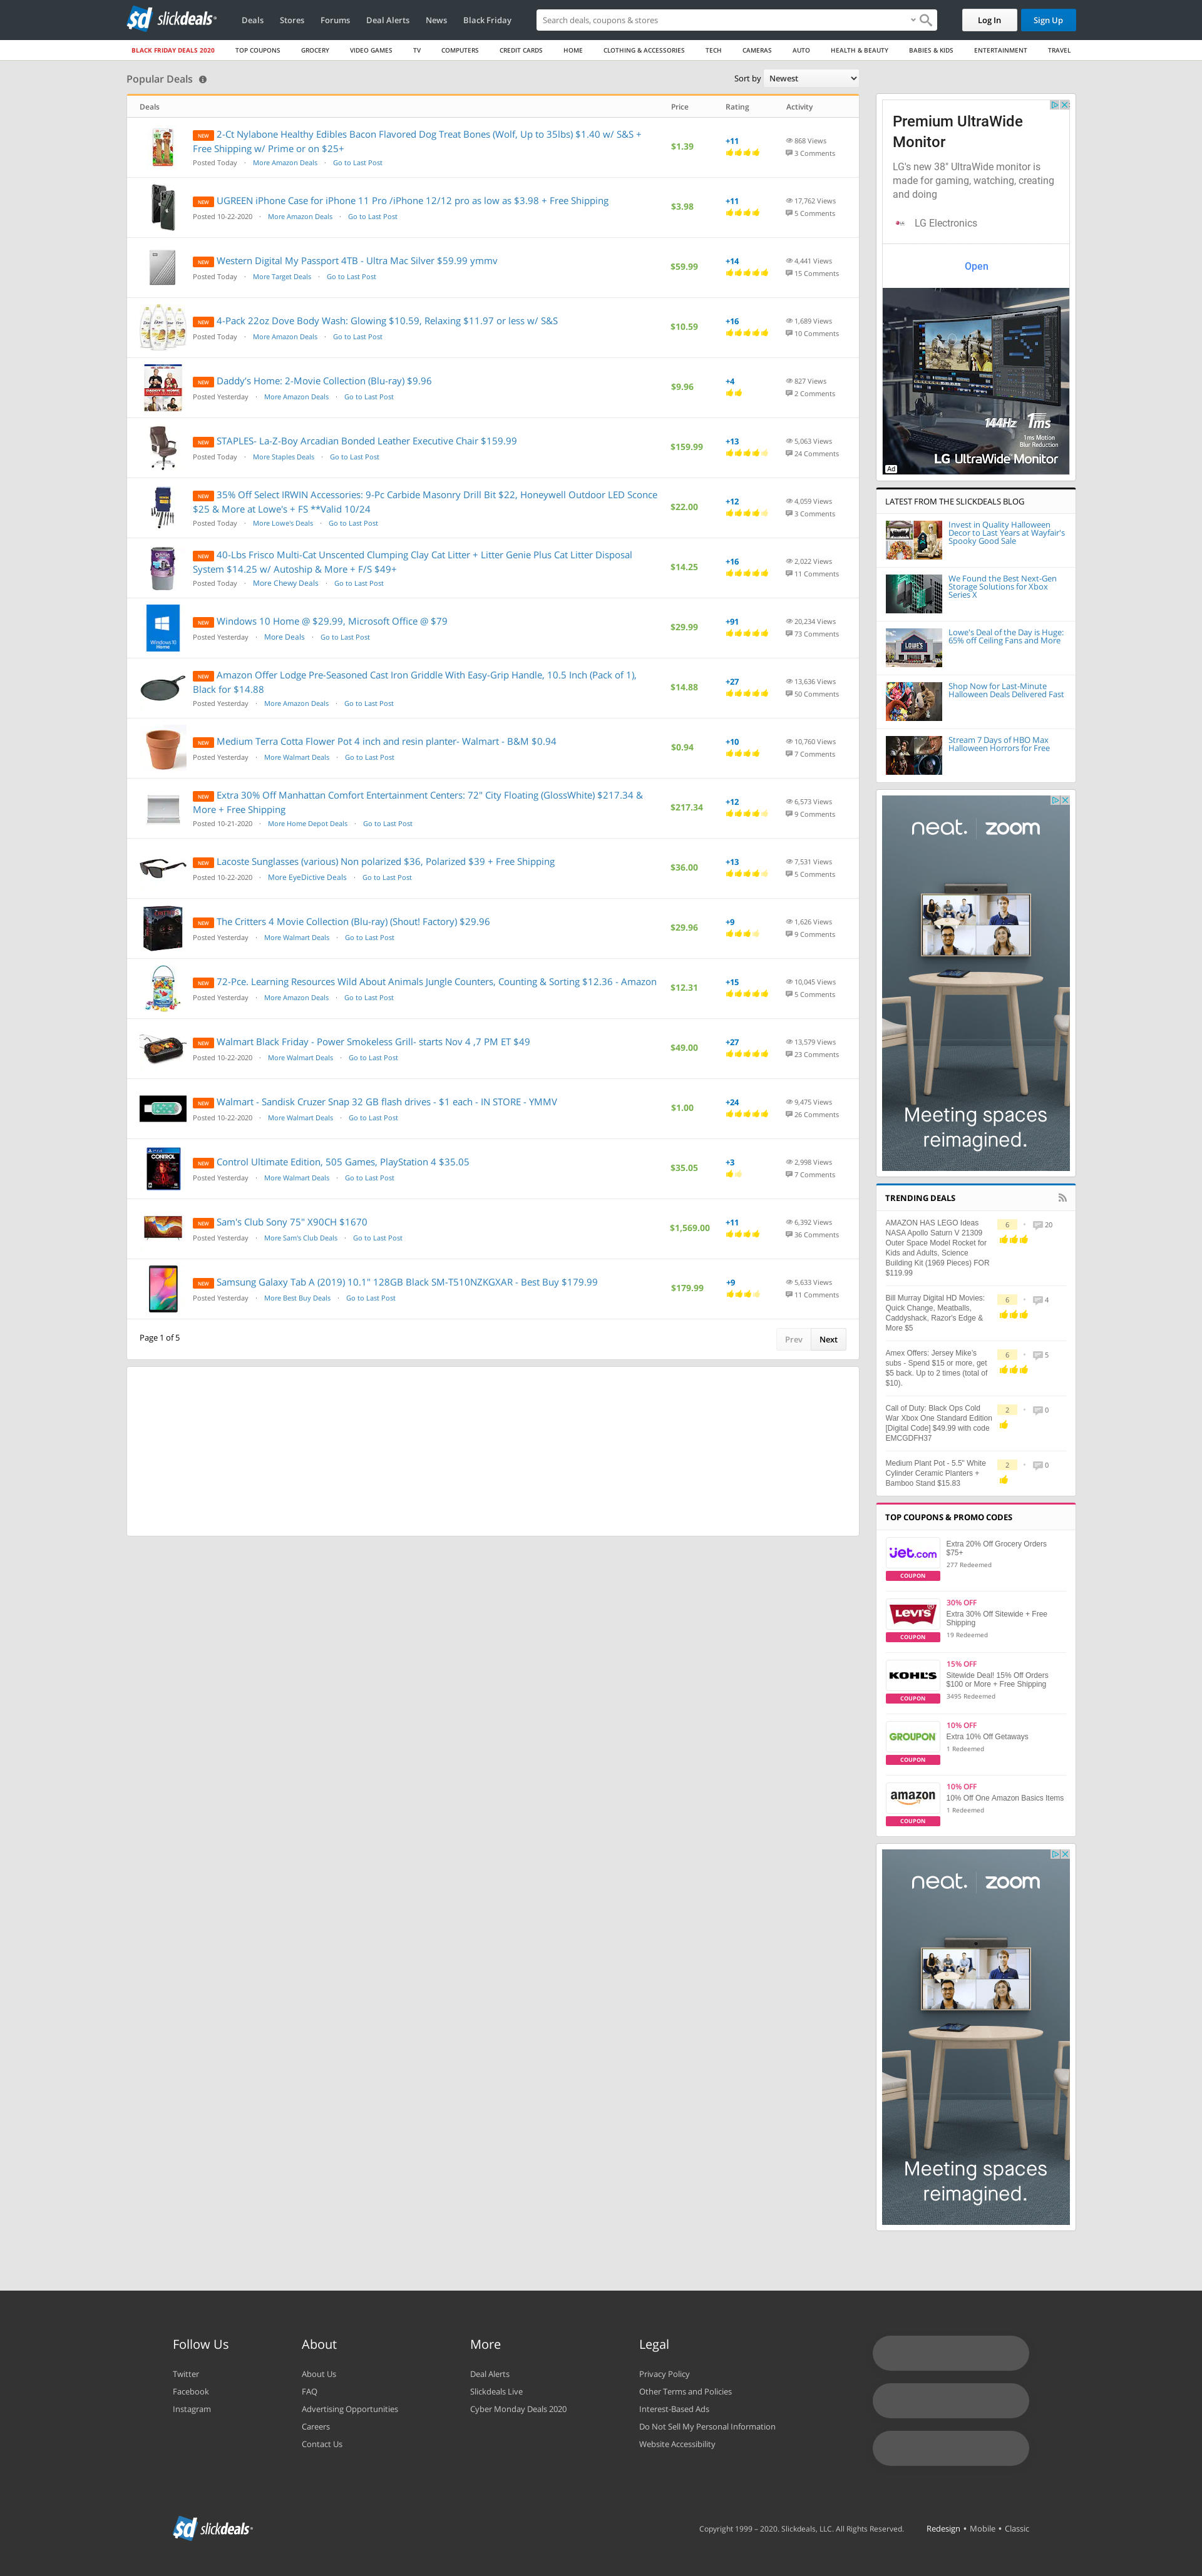 sd slickdeals
Deals Stores Forums Deal Alerts News Black Friday
Search deals, coupons & stores
Log In Sign Up
BLACK FRIDAY DEALS 2020 TOP COUPONS GROCERY VIDEO GAMES TV COMPUTERS CREDIT CARDS HOME CLOTHING & ACCESSORIES TECH CAMERAS AUTO HEALTH & BEAUTY BABIES & KIDS ENTERTAINMENT TRAVEL
Popular Deals
Sort by Newest
Deals Price Rating Activity
NEW 2-Ct Nylabone Healthy Edibles Bacon Flavored Dog Treat Bones (Wolf, Up to 35lbs) $1.40 w/ S&S +
Free Shipping w/ Prime or on $25+
Posted Today · More Amazon Deals · Go to Last Post
$1.39
+11
868 Views
3 Comments
NEW UGREEN iPhone Case for iPhone 11 Pro /iPhone 12/12 pro as low as $3.98 + Free Shipping
Posted 10-22-2020 · More Amazon Deals · Go to Last Post
$3.98
+11
17,762 Views
5 Comments
NEW Western Digital My Passport 4TB - Ultra Mac Silver $59.99 ymmv
Posted Today · More Target Deals · Go to Last Post
$59.99
+14
4,441 Views
15 Comments
NEW 4-Pack 22oz Dove Body Wash: Glowing $10.59, Relaxing $11.97 or less w/ S&S
Posted Today · More Amazon Deals · Go to Last Post
$10.59
+16
1,689 Views
10 Comments
NEW Daddy's Home: 2-Movie Collection (Blu-ray) $9.96
Posted Yesterday · More Amazon Deals · Go to Last Post
$9.96
+4
827 Views
2 Comments
NEW STAPLES- La-Z-Boy Arcadian Bonded Leather Executive Chair $159.99
Posted Today · More Staples Deals · Go to Last Post
$159.99
+13
5,063 Views
24 Comments
NEW 35% Off Select IRWIN Accessories: 9-Pc Carbide Masonry Drill Bit $22, Honeywell Outdoor LED Sconce
$25 & More at Lowe's + FS **Valid 10/24
Posted Today · More Lowe's Deals · Go to Last Post
$22.00
+12
4,059 Views
3 Comments
NEW 40-Lbs Frisco Multi-Cat Unscented Clumping Clay Cat Litter + Litter Genie Plus Cat Litter Disposal
System $14.25 w/ Autoship & More + F/S $49+
Posted Today · More Chewy Deals · Go to Last Post
$14.25
+16
2,022 Views
11 Comments
NEW Windows 10 Home @ $29.99, Microsoft Office @ $79
Posted Yesterday · More Deals · Go to Last Post
$29.99
+91
20,234 Views
73 Comments
NEW Amazon Offer Lodge Pre-Seasoned Cast Iron Griddle With Easy-Grip Handle, 10.5 Inch (Pack of 1),
Black for $14.88
Posted Yesterday · More Amazon Deals · Go to Last Post
$14.88
+27
13,636 Views
50 Comments
NEW Medium Terra Cotta Flower Pot 4 inch and resin planter- Walmart - B&M $0.94
Posted Yesterday · More Walmart Deals · Go to Last Post
$0.94
+10
10,760 Views
7 Comments
NEW Extra 30% Off Manhattan Comfort Entertainment Centers: 72" City Floating (GlossWhite) $217.34 &
More + Free Shipping
Posted 10-21-2020 · More Home Depot Deals · Go to Last Post
$217.34
+12
6,573 Views
9 Comments
NEW Lacoste Sunglasses (various) Non polarized $36, Polarized $39 + Free Shipping
Posted 10-22-2020 · More EyeDictive Deals · Go to Last Post
$36.00
+13
7,531 Views
5 Comments
NEW The Critters 4 Movie Collection (Blu-ray) (Shout! Factory) $29.96
Posted Yesterday · More Walmart Deals · Go to Last Post
$29.96
+9
1,626 Views
9 Comments
NEW 72-Pce. Learning Resources Wild About Animals Jungle Counters, Counting & Sorting $12.36 - Amazon
Posted Yesterday · More Amazon Deals · Go to Last Post
$12.31
+15
10,045 Views
5 Comments
NEW Walmart Black Friday - Power Smokeless Grill- starts Nov 4 ,7 PM ET $49
Posted 10-22-2020 · More Walmart Deals · Go to Last Post
$49.00
+27
13,579 Views
23 Comments
NEW Walmart - Sandisk Cruzer Snap 32 GB flash drives - $1 each - IN STORE - YMMV
Posted 10-22-2020 · More Walmart Deals · Go to Last Post
$1.00
+24
9,475 Views
26 Comments
NEW Control Ultimate Edition, 505 Games, PlayStation 4 $35.05
Posted Yesterday · More Walmart Deals · Go to Last Post
$35.05
+3
2,998 Views
7 Comments
NEW Sam's Club Sony 75" X90CH $1670
Posted Yesterday · More Sam's Club Deals · Go to Last Post
$1,569.00
+11
6,392 Views
36 Comments
NEW Samsung Galaxy Tab A (2019) 10.1" 128GB Black SM-T510NZKGXAR - Best Buy $179.99
Posted Yesterday · More Best Buy Deals · Go to Last Post
$179.99
+9
5,633 Views
11 Comments
Page 1 of 5
Prev Next
Premium UltraWide
Monitor
LG's new 38" UltraWide monitor is
made for gaming, watching, creating
and doing
LG Electronics
Open
144Hz 1ms
1ms Motion
Blur Reduction
LG UltraWide Monitor
Ad
LATEST FROM THE SLICKDEALS BLOG
Invest in Quality Halloween
Decor to Last Years at Wayfair's
Spooky Good Sale
We Found the Best Next-Gen
Storage Solutions for Xbox
Series X
Lowe's Deal of the Day is Huge:
65% off Ceiling Fans and More
Shop Now for Last-Minute
Halloween Deals Delivered Fast
Stream 7 Days of HBO Max
Halloween Horrors for Free
neat. zoom
Meeting spaces
reimagined.
TRENDING DEALS
AMAZON HAS LEGO Ideas
NASA Apollo Saturn V 21309
Outer Space Model Rocket for
Kids and Adults, Science
Building Kit (1969 Pieces) FOR
$119.99
6 • 20
Bill Murray Digital HD Movies:
Quick Change, Meatballs,
Caddyshack, Razor's Edge &
More $5
6 • 4
Amex Offers: Jersey Mike's
subs - Spend $15 or more, get
$5 back. Up to 2 times (total of
$10).
6 • 5
Call of Duty: Black Ops Cold
War Xbox One Standard Edition
[Digital Code] $49.99 with code
EMCGDFH37
2 • 0
Medium Plant Pot - 5.5" White
Cylinder Ceramic Planters +
Bamboo Stand $15.83
2 • 0
TOP COUPONS & PROMO CODES
jet.com
COUPON
Extra 20% Off Grocery Orders
$75+
277 Redeemed
LEVI'S
COUPON
30% OFF
Extra 30% Off Sitewide + Free
Shipping
19 Redeemed
KOHL'S
COUPON
15% OFF
Sitewide Deal! 15% Off Orders
$100 or More + Free Shipping
3495 Redeemed
GROUPON
COUPON
10% OFF
Extra 10% Off Getaways
1 Redeemed
amazon
COUPON
10% OFF
10% Off One Amazon Basics Items
1 Redeemed
neat. zoom
Meeting spaces
reimagined.
Follow Us
Twitter
Facebook
Instagram
About
About Us
FAQ
Advertising Opportunities
Careers
Contact Us
More
Deal Alerts
Slickdeals Live
Cyber Monday Deals 2020
Legal
Privacy Policy
Other Terms and Policies
Interest-Based Ads
Do Not Sell My Personal Information
Website Accessibility
sd slickdeals
Copyright 1999 – 2020. Slickdeals, LLC. All Rights Reserved. Redesign • Mobile • Classic